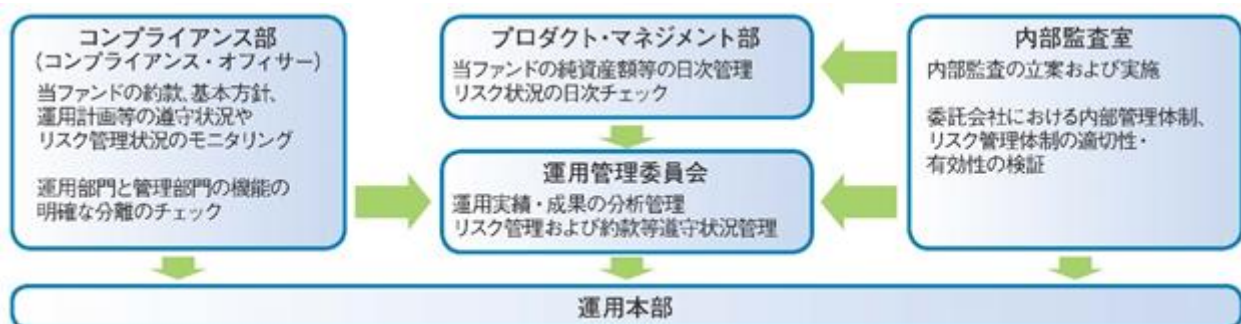 コンプライアンス部
(コンプライアンス・オフィサー)
当ファンドの約款、基本方針、
運用計画等の遵守状況や
リスク管理状況のモニタリング
運用部門と管理部門の機能の
明確な分離のチェック
プロダクト・マネジメント部
当ファンドの純資産額等の日次管理
リスク状況の日次チェック
運用管理委員会
運用実績・成果の分析管理
リスク管理および約款等遵守状況管理
内部監査室
内部監査の立案および実施
委託会社における内部管理体制、
リスク管理体制の適切性・
有効性の検証
運用本部